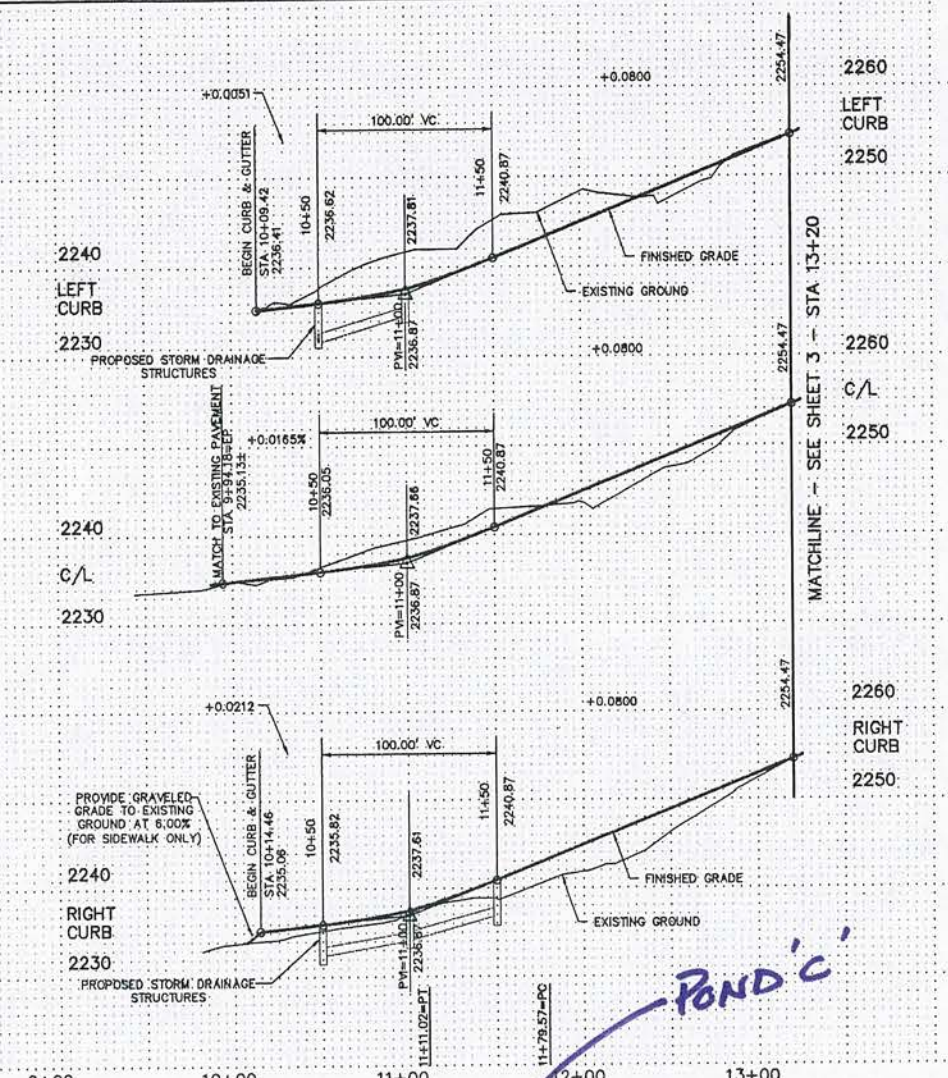 +0.0051
BEGIN CURB & GUTTER
STA 10+09.42
2236.41
10+50
2236.62
100.00' VC
2237.81
PVI=11+00
2236.87
11+50
2240.87
+0.0800
2254.47
FINISHED GRADE
EXISTING GROUND
PROPOSED STORM DRAINAGE
STRUCTURES
2240
LEFT
CURB
2230
2260
LEFT
CURB
2250
MATCH TO EXISTING PAVEMENT
STA 9+94.18=EP
2235.13±
+0.0165%
10+50
2236.05
100.00' VC
2237.66
PVI=11+00
2236.87
11+50
2240.87
+0.0800
2254.47
2240
C/L
2230
2260
C/L
2250
MATCHLINE - SEE SHEET 3 - STA 13+20
+0.0212
PROVIDE GRAVELED
GRADE TO EXISTING
GROUND AT 6.00%
(FOR SIDEWALK ONLY)
BEGIN CURB & GUTTER
STA 10+14.46
2235.06
10+50
2235.82
100.00' VC
2237.61
PVI=11+00
2236.87
11+50
2240.87
+0.0800
2254.47
FINISHED GRADE
EXISTING GROUND
PROPOSED STORM DRAINAGE
STRUCTURES
2240
RIGHT
CURB
2230
2260
RIGHT
CURB
2250
11+11.02=PT
11+79.57=PC
POND 'C'
11+00
12+00
13+00